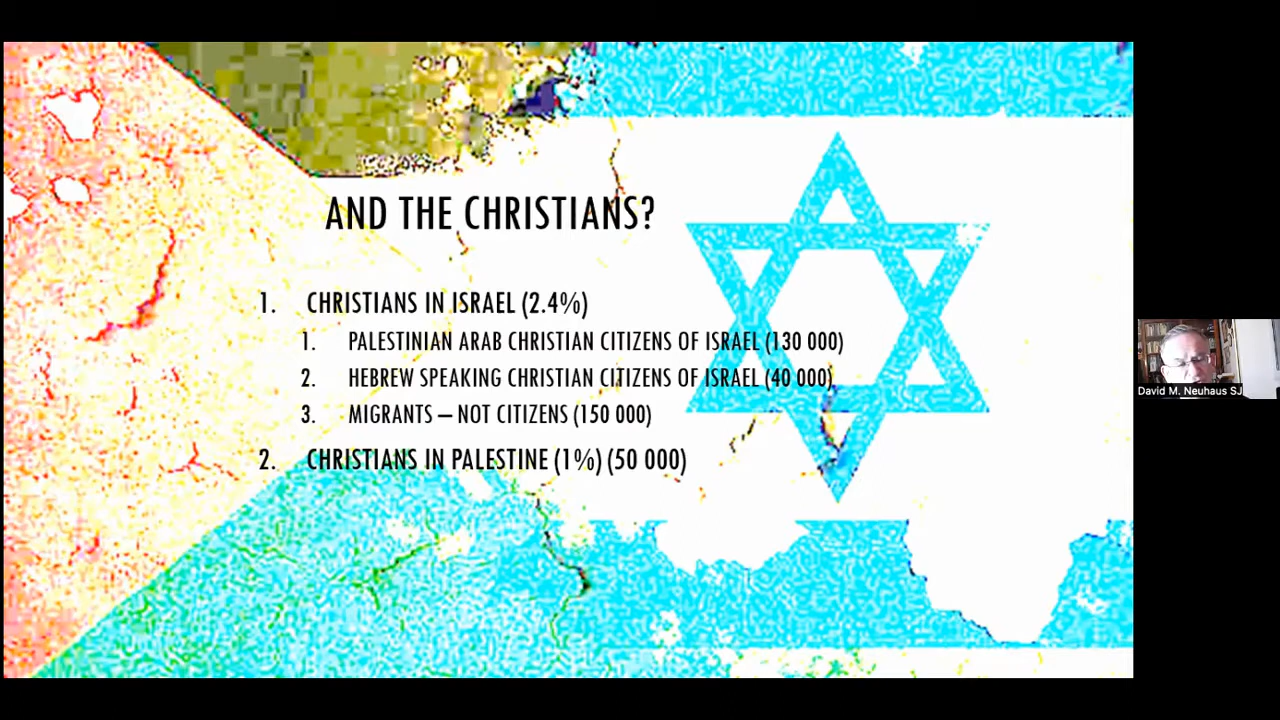 AND THE CHRISTIANS?
1. CHRISTIANS IN ISRAEL (2.4%)
1. PALESTINIAN ARAB CHRISTIAN CITIZENS OF ISRAEL (130 000)
2. HEBREW SPEAKING CHRISTIAN CITIZENS OF ISRAEL (40 000)
3. MIGRANTS – NOT CITIZENS (150 000)
2. CHRISTIANS IN PALESTINE (1%) (50 000)
David M. Neuhaus SJ